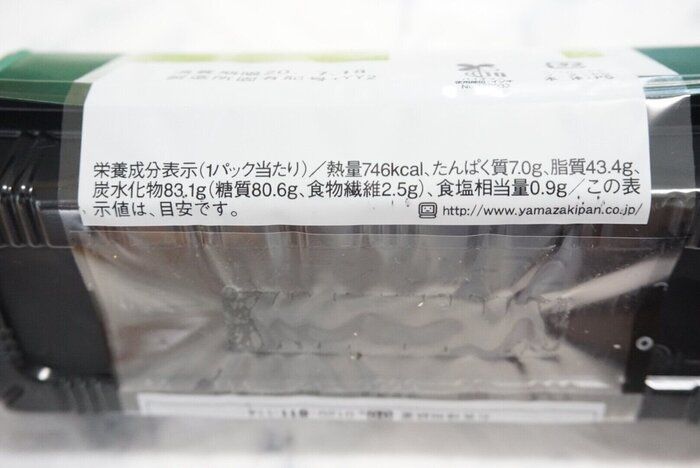 栄養成分表示(1パック当たり)／熱量746kcal、たんぱく質7.0g、脂質43.4g、
炭水化物83.1g(糖質80.6g、食物繊維2.5g)、食塩相当量0.9g／この表
示値は、目安です。
http://www.yamazakipan.co.jp/